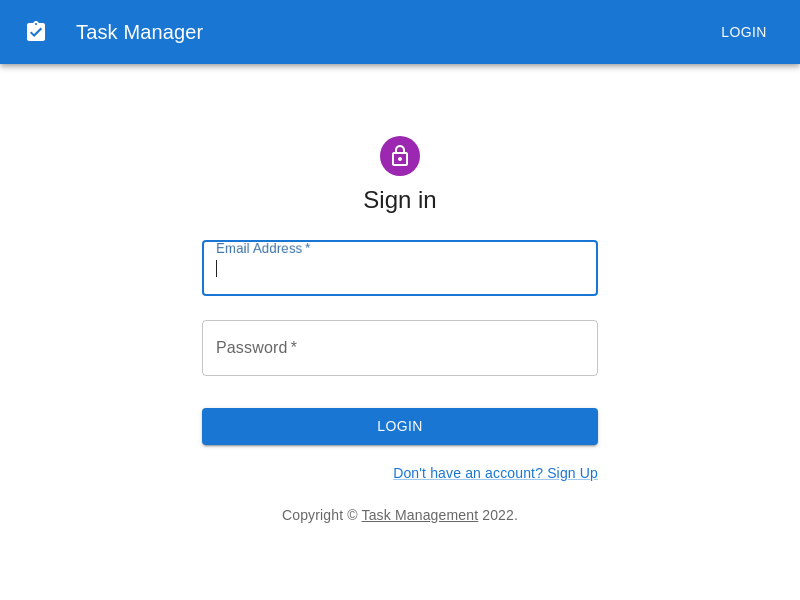 Task Manager
LOGIN
Sign in
Email Address *
Password *
LOGIN
Don't have an account? Sign Up
Copyright © Task Management 2022.